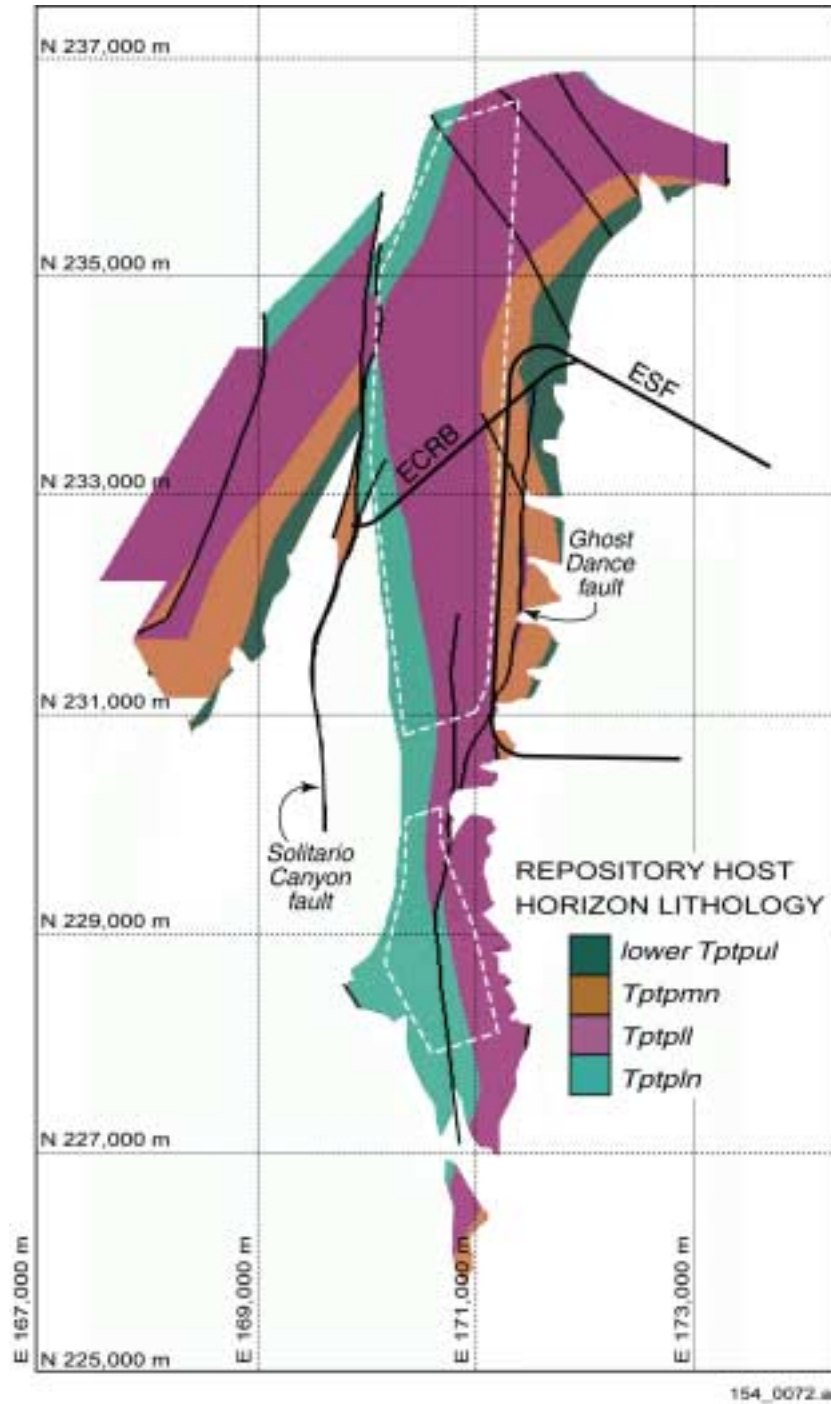 N 237,000 m
N 235,000 m
ESF
ECRB
N 233,000 m
Ghost
Dance
fault
N 231,000 m
Solitario
Canyon
fault
REPOSITORY HOST
HORIZON LITHOLOGY
N 229,000 m
lower Tptpul
Tptpmn
Tptpll
Tptpln
N 227,000 m
E 167,000 m
E 169,000 m
E 171,000 m
E 173,000 m
N 225,000 m
154_0072.a